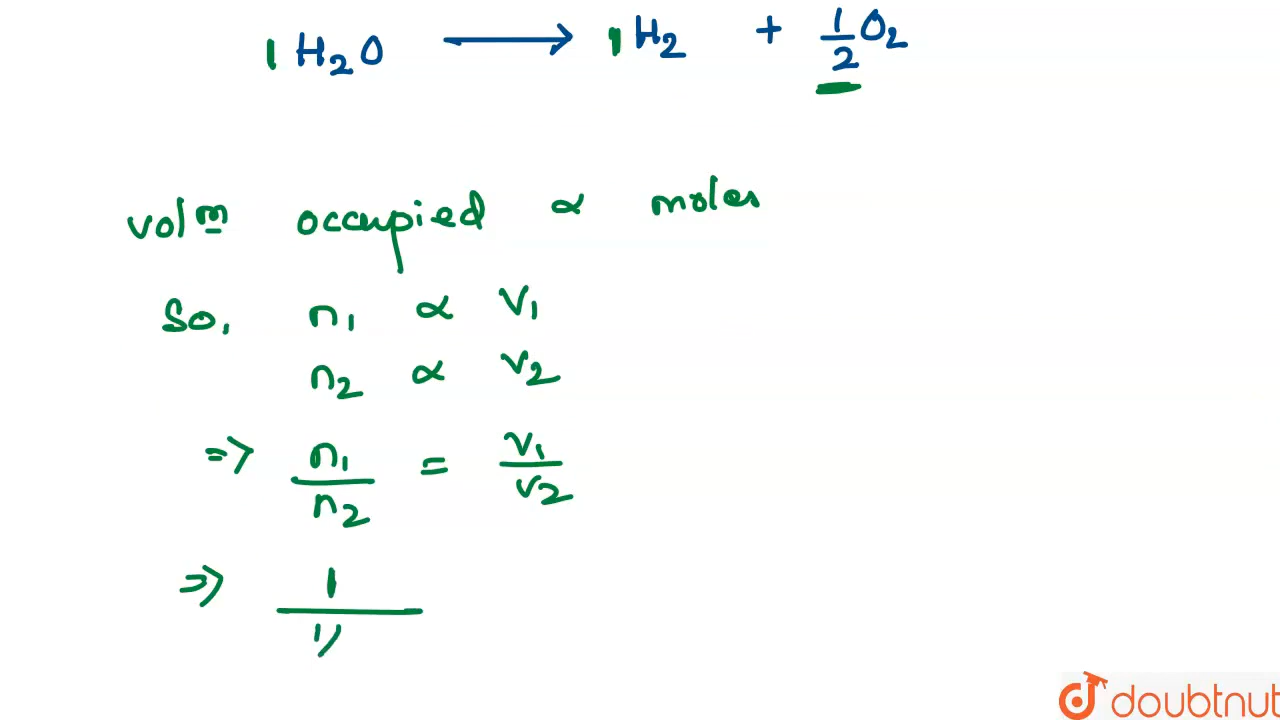 1 H₂O ⟶ 1 H₂ + 1/2 O₂
volm occupied ∝ moles
So, n₁ ∝ V₁
n₂ ∝ V₂
⇒ n₁/n₂ = V₁/V₂
⇒ 1/1/
doubtnut